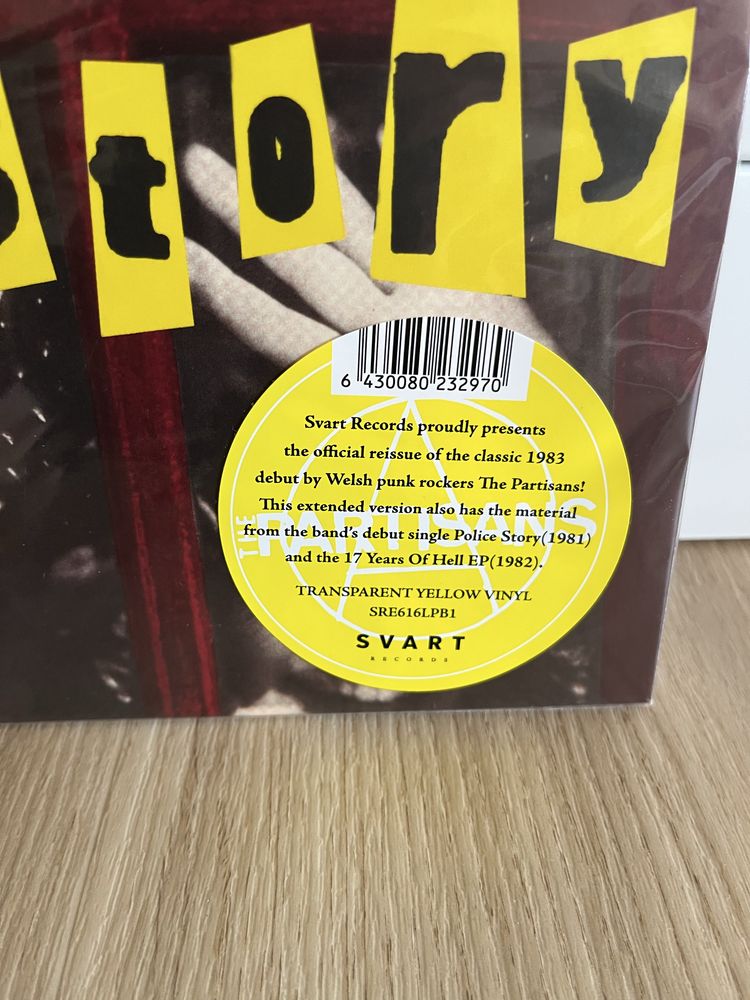 tory
6 430080 232970
Svart Records proudly presents
the official reissue of the classic 1983
debut by Welsh punk rockers The Partisans!
This extended version also has the material
from the band's debut single Police Story(1981)
and the 17 Years Of Hell EP(1982).
THE PARTISANS
TRANSPARENT YELLOW VINYL
SRE616LPB1
SVART
RECORDS